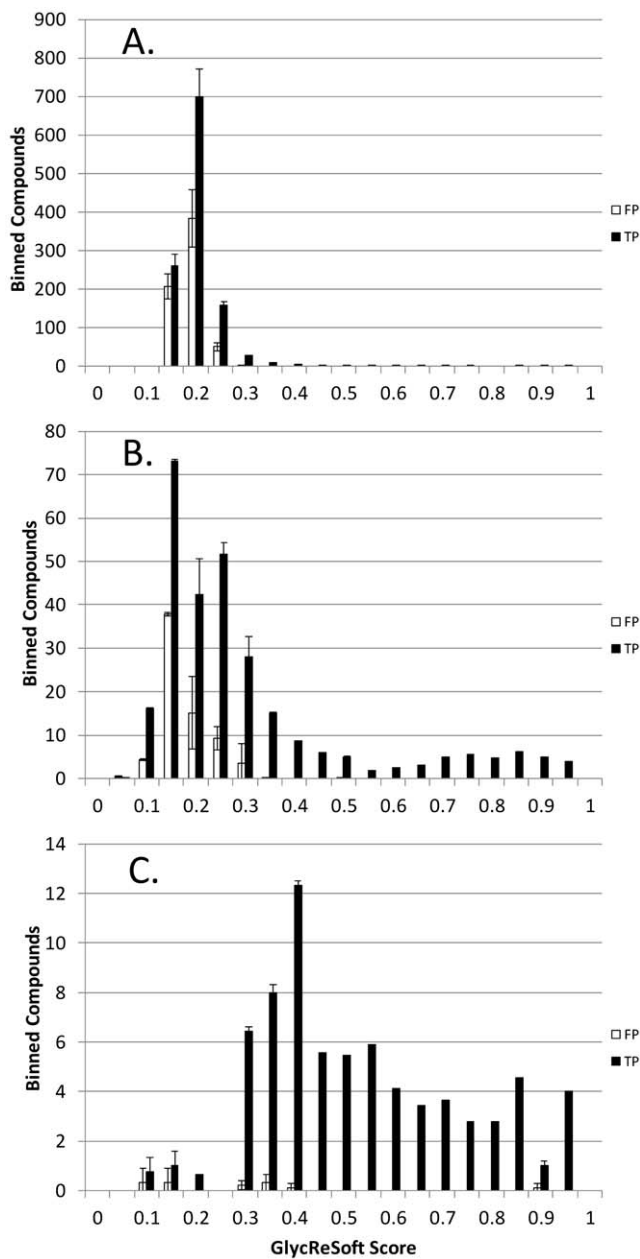 A.
Binned Compounds
900
800
700
600
500
400
300
200
100
0
0 0.1 0.2 0.3 0.4 0.5 0.6 0.7 0.8 0.9 1
FP
TP
B.
Binned Compounds
80
70
60
50
40
30
20
10
0
0 0.1 0.2 0.3 0.4 0.5 0.6 0.7 0.8 0.9 1
FP
TP
C.
Binned Compounds
14
12
10
8
6
4
2
0
0 0.1 0.2 0.3 0.4 0.5 0.6 0.7 0.8 0.9 1
FP
TP
GlycReSoft Score